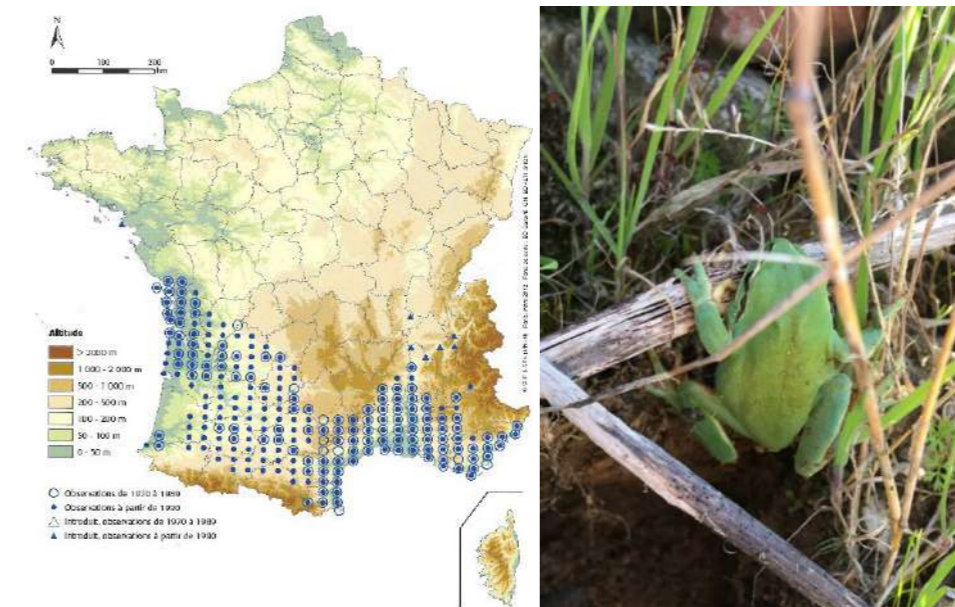 N
0 100 200
km
Altitude
> 2000 m
1 000 - 2 000 m
500 - 1 000 m
200 - 500 m
100 - 200 m
50 - 100 m
0 - 50 m
Observations de 1970 à 1989
Observations à partir de 1990
Introduit, observations de 1970 à 1989
Introduit, observations à partir de 1990